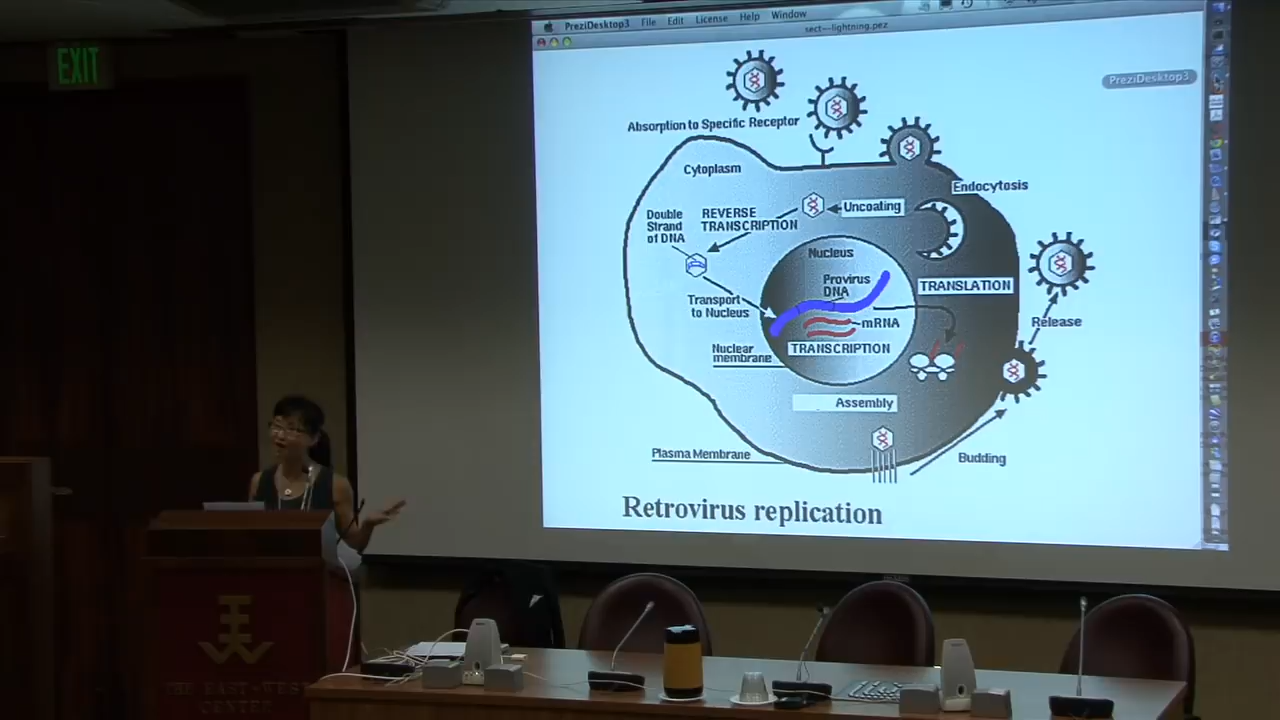 EXIT
PreziDesktop3 File Edit License Help Window
sect--lightning.pez
PreziDesktop3
Absorption to Specific Receptor
Cytoplasm
Endocytosis
Uncoating
REVERSE
TRANSCRIPTION
Double
Strand
of DNA
Nucleus
Provirus
DNA
TRANSLATION
Transport
to Nucleus
mRNA
Release
TRANSCRIPTION
Nuclear
membrane
Assembly
Plasma Membrane
Budding
Retrovirus replication
THE EAST-WEST
CENTER